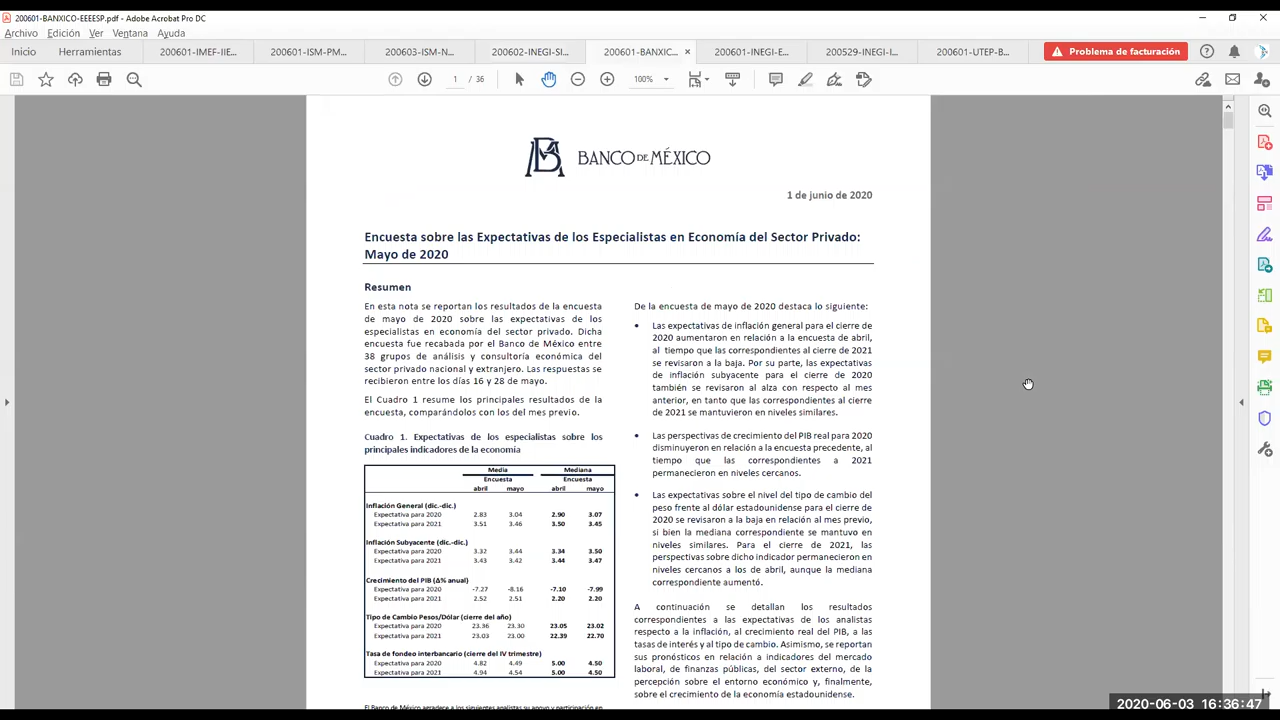 200601-BANXICO-EEEESP.pdf - Adobe Acrobat Pro DC
Archivo Edición Ver Ventana Ayuda
Inicio Herramientas 200601-IMEF-IIE... 200601-ISM-PM... 200603-ISM-N... 200602-INEGI-SI... 200601-BANXIC... × 200601-INEGI-E... 200529-INEGI-I... 200601-UTEP-B... Problema de facturación
1 / 36 100%
BANCO DE MÉXICO
1 de junio de 2020
Encuesta sobre las Expectativas de los Especialistas en Economía del Sector Privado:
Mayo de 2020
Resumen
En esta nota se reportan los resultados de la encuesta
de mayo de 2020 sobre las expectativas de los
especialistas en economía del sector privado. Dicha
encuesta fue recabada por el Banco de México entre
38 grupos de análisis y consultoría económica del
sector privado nacional y extranjero. Las respuestas se
recibieron entre los días 16 y 28 de mayo.
El Cuadro 1 resume los principales resultados de la
encuesta, comparándolos con los del mes previo.
Cuadro 1. Expectativas de los especialistas sobre los
principales indicadores de la economía
Media Mediana
Encuesta Encuesta
abril mayo abril mayo
Inflación General (dic.-dic.)
Expectativa para 2020 2.83 3.04 2.90 3.07
Expectativa para 2021 3.51 3.46 3.50 3.45
Inflación Subyacente (dic.-dic.)
Expectativa para 2020 3.32 3.44 3.34 3.50
Expectativa para 2021 3.43 3.42 3.44 3.47
Crecimiento del PIB (Δ% anual)
Expectativa para 2020 -7.27 -8.16 -7.10 -7.99
Expectativa para 2021 2.52 2.51 2.20 2.20
Tipo de Cambio Pesos/Dólar (cierre del año)
Expectativa para 2020 23.36 23.30 23.05 23.02
Expectativa para 2021 23.03 23.00 22.39 22.70
Tasa de fondeo interbancario (cierre del IV trimestre)
Expectativa para 2020 4.82 4.49 5.00 4.50
Expectativa para 2021 4.94 4.54 5.00 4.50
El Banco de México agradece a los siguientes analistas su apoyo y participación en
De la encuesta de mayo de 2020 destaca lo siguiente:
• Las expectativas de inflación general para el cierre de
2020 aumentaron en relación a la encuesta de abril,
al tiempo que las correspondientes al cierre de 2021
se revisaron a la baja. Por su parte, las expectativas
de inflación subyacente para el cierre de 2020
también se revisaron al alza con respecto al mes
anterior, en tanto que las correspondientes al cierre
de 2021 se mantuvieron en niveles similares.
• Las perspectivas de crecimiento del PIB real para 2020
disminuyeron en relación a la encuesta precedente, al
tiempo que las correspondientes a 2021
permanecieron en niveles cercanos.
• Las expectativas sobre el nivel del tipo de cambio del
peso frente al dólar estadounidense para el cierre de
2020 se revisaron a la baja en relación al mes previo,
si bien la mediana correspondiente se mantuvo en
niveles similares. Para el cierre de 2021, las
perspectivas sobre dicho indicador permanecieron en
niveles cercanos a los de abril, aunque la mediana
correspondiente aumentó.
A continuación se detallan los resultados
correspondientes a las expectativas de los analistas
respecto a la inflación, al crecimiento real del PIB, a las
tasas de interés y al tipo de cambio. Asimismo, se reportan
sus pronósticos en relación a indicadores del mercado
laboral, de finanzas públicas, del sector externo, de la
percepción sobre el entorno económico y, finalmente,
sobre el crecimiento de la economía estadounidense.
2020-06-03 16:36:47